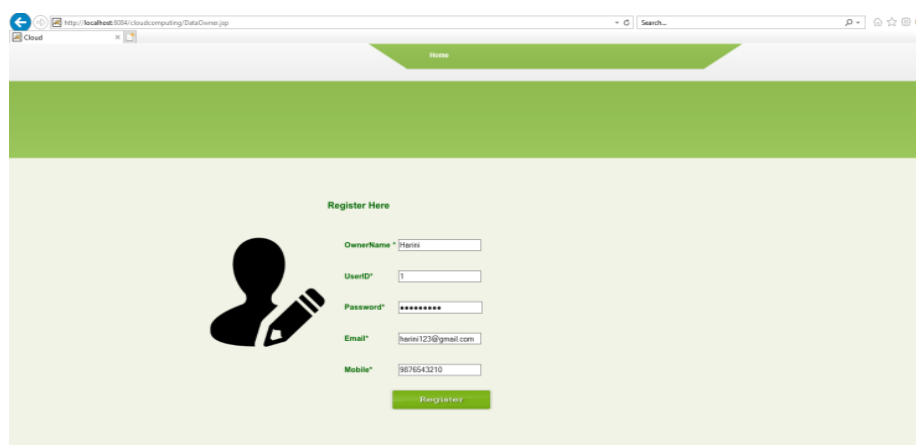 http://localhost:8084/cloudcomputing/DataOwner.jsp
Search...
Cloud
Home
Register Here
OwnerName * Harini
UserID* 1
Password* •••••••••
Email* harini123@gmail.com
Mobile* 9876543210
Register